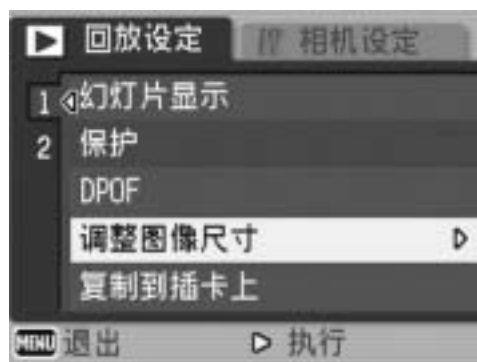 回放设定 相机设定
1 幻灯片显示
2 保护
DPOF
调整图像尺寸
复制到插卡上
MENU 退出 执行